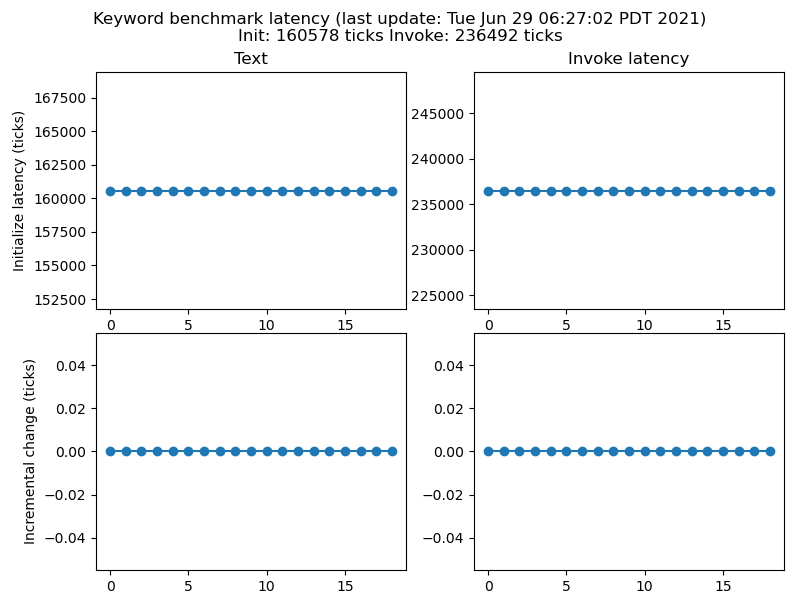 Keyword benchmark latency (last update: Tue Jun 29 06:27:02 PDT 2021)
Init: 160578 ticks Invoke: 236492 ticks
Text
Initialize latency (ticks)
167500
165000
162500
160000
157500
155000
152500
0 5 10 15
Invoke latency
245000
240000
235000
230000
225000
0 5 10 15
Incremental change (ticks)
0.04
0.02
0.00
−0.02
−0.04
0 5 10 15
0.04
0.02
0.00
−0.02
−0.04
0 5 10 15